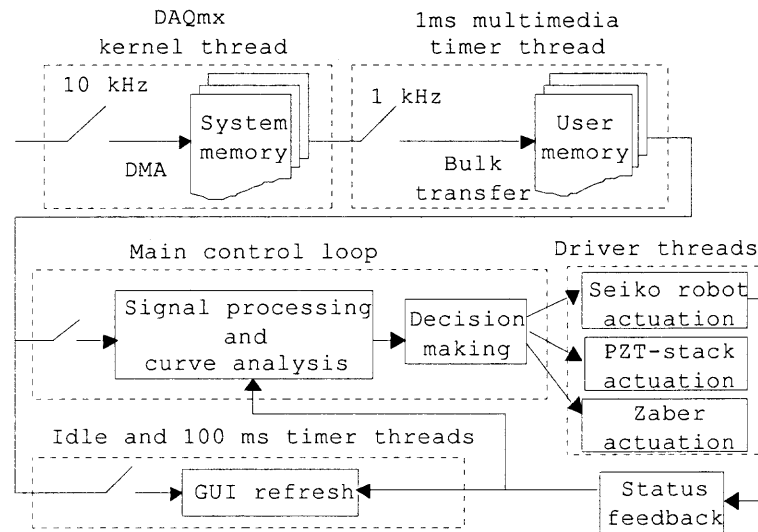 DAQmx
kernel thread
1ms multimedia
timer thread
10 kHz
System
memory
DMA
1 kHz
User
memory
Bulk
transfer
Main control loop
Driver threads
Signal processing
and
curve analysis
Decision
making
Seiko robot
actuation
PZT-stack
actuation
Zaber
actuation
Idle and 100 ms timer threads
GUI refresh
Status
feedback